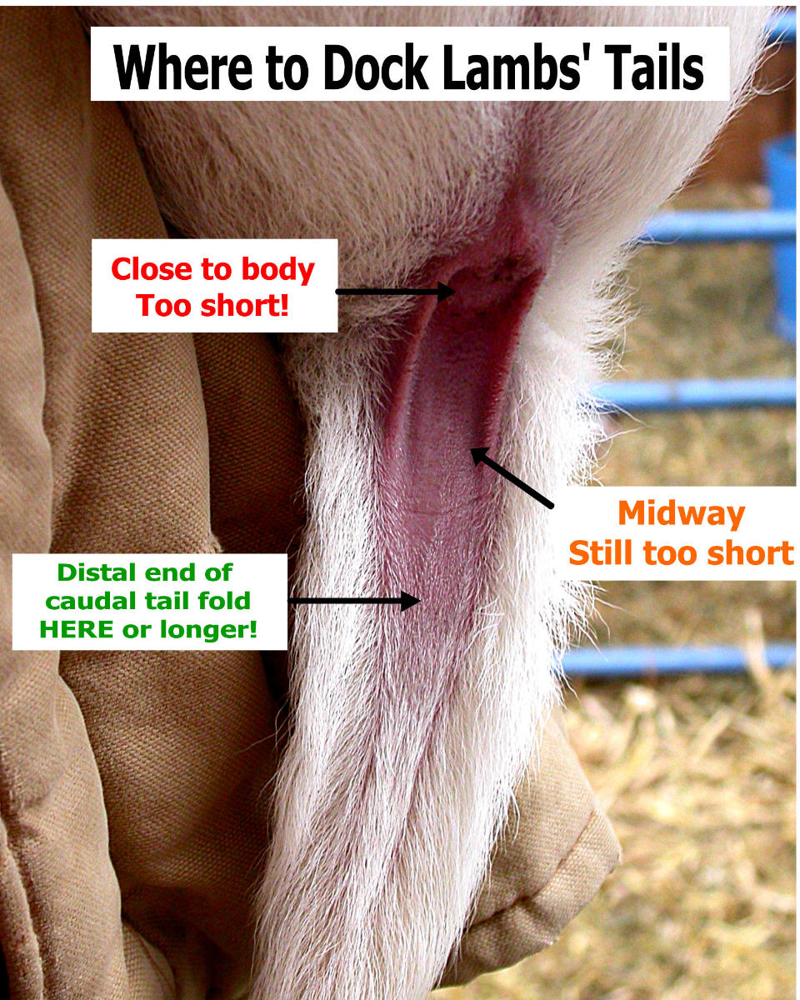 Where to Dock Lambs' Tails
Close to body
Too short!
Midway
Still too short
Distal end of
caudal tail fold
HERE or longer!